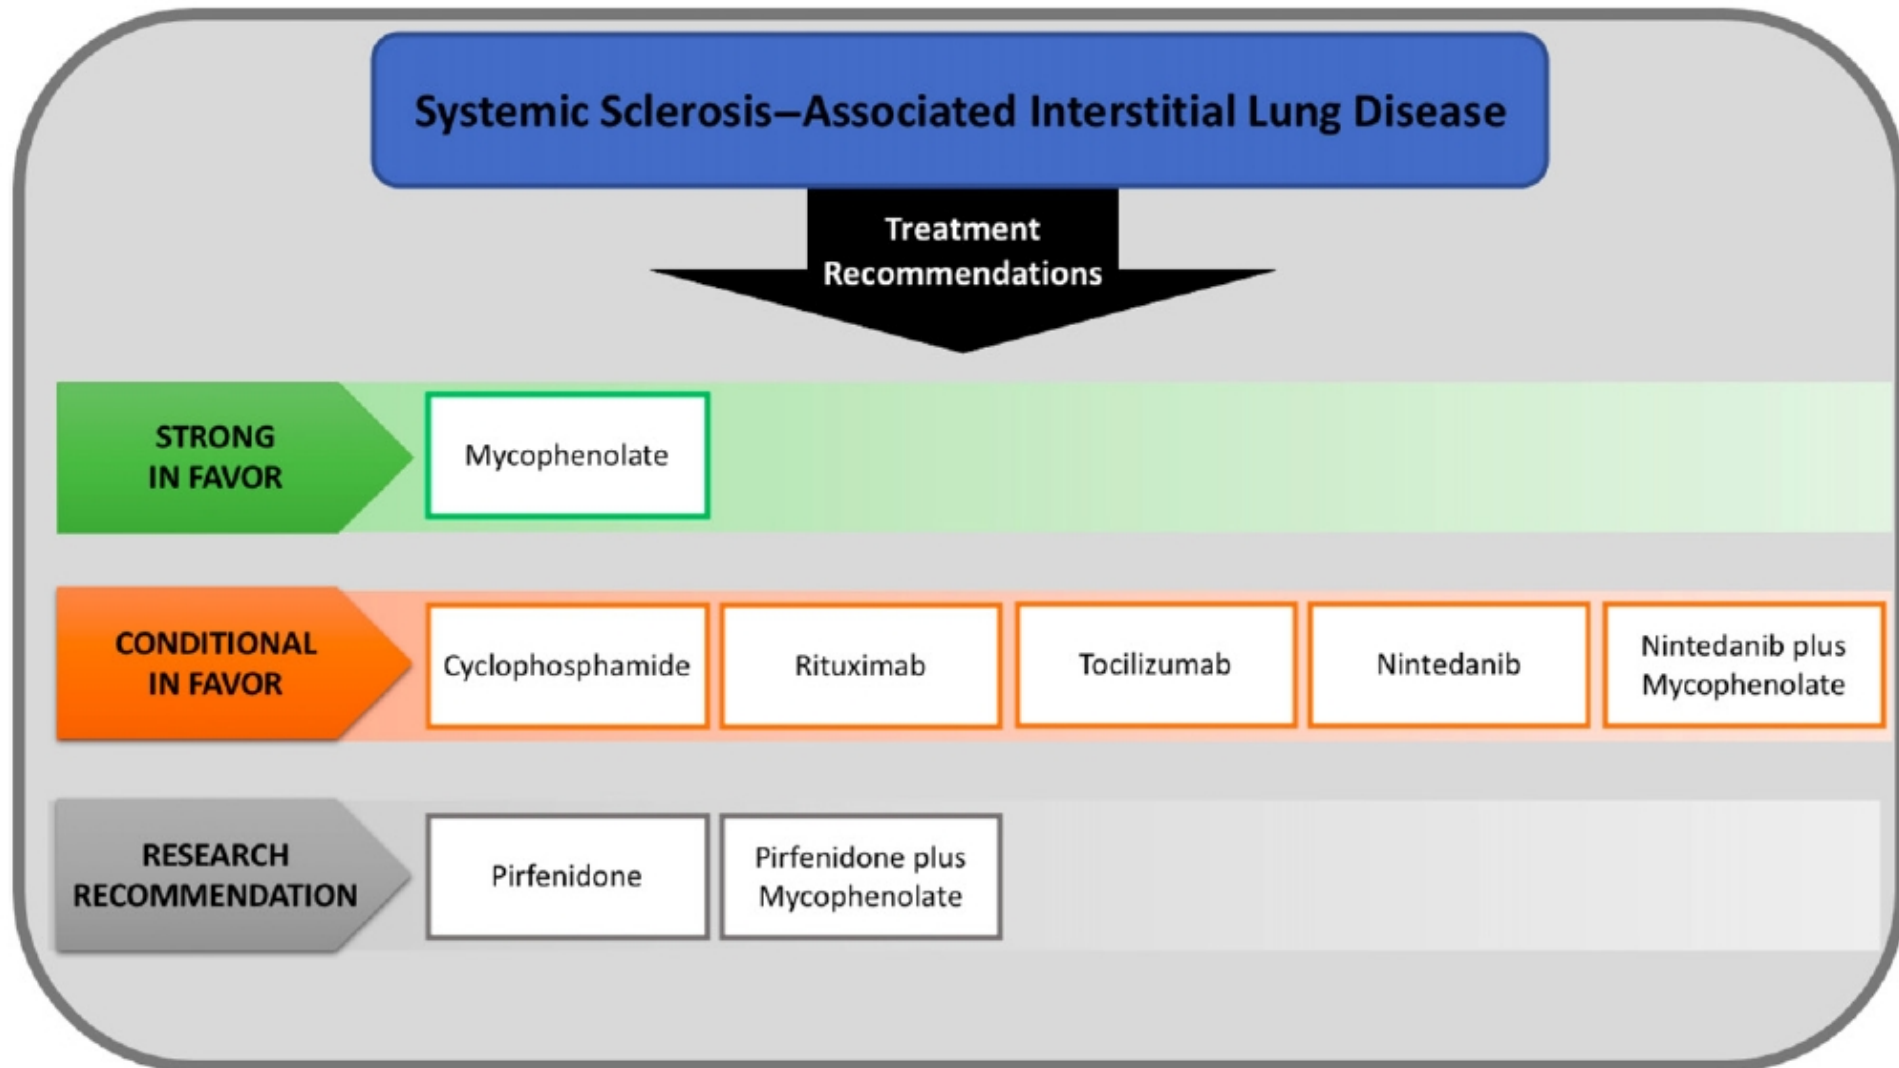 Systemic Sclerosis–Associated Interstitial Lung Disease
Treatment
Recommendations
STRONG
IN FAVOR
Mycophenolate
CONDITIONAL
IN FAVOR
Cyclophosphamide
Rituximab
Tocilizumab
Nintedanib
Nintedanib plus
Mycophenolate
RESEARCH
RECOMMENDATION
Pirfenidone
Pirfenidone plus
Mycophenolate